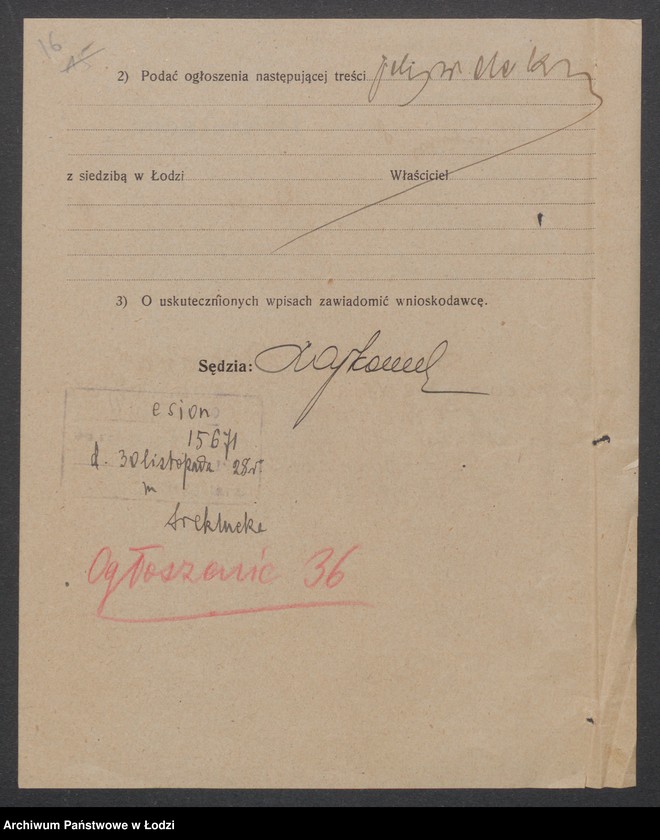 16
2) Podać ogłoszenia następującej treści
z siedzibą w Łodzi Właściciel
3) O uskutecznionych wpisach zawiadomić wnioskodawcę.
Sędzia:
15671
d. 30 listopada 28 r.
Ogłoszenie 36
Archiwum Państwowe w Łodzi